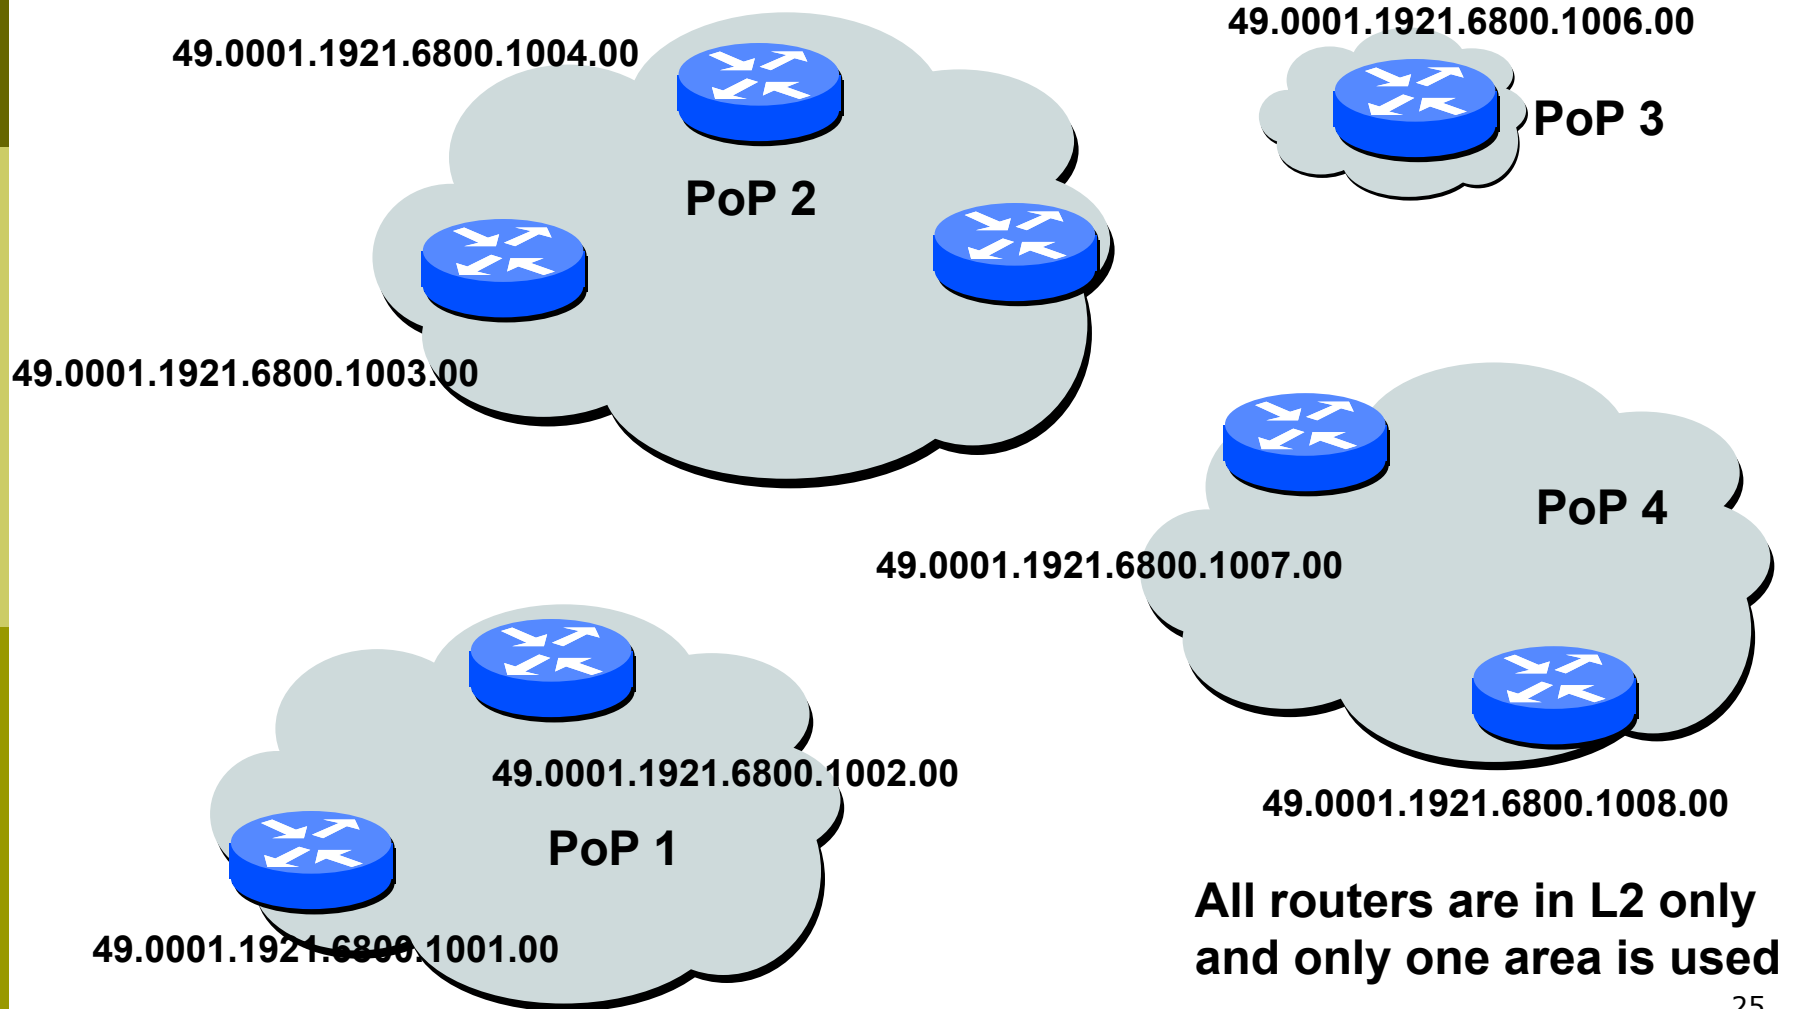 49.0001.1921.6800.1006.00
49.0001.1921.6800.1004.00
PoP 3
PoP 2
49.0001.1921.6800.1003.00
PoP 4
49.0001.1921.6800.1007.00
49.0001.1921.6800.1002.00
49.0001.1921.6800.1008.00
PoP 1
All routers are in L2 only
49.0001.1921.6800.1001.00
and only one area is used
25